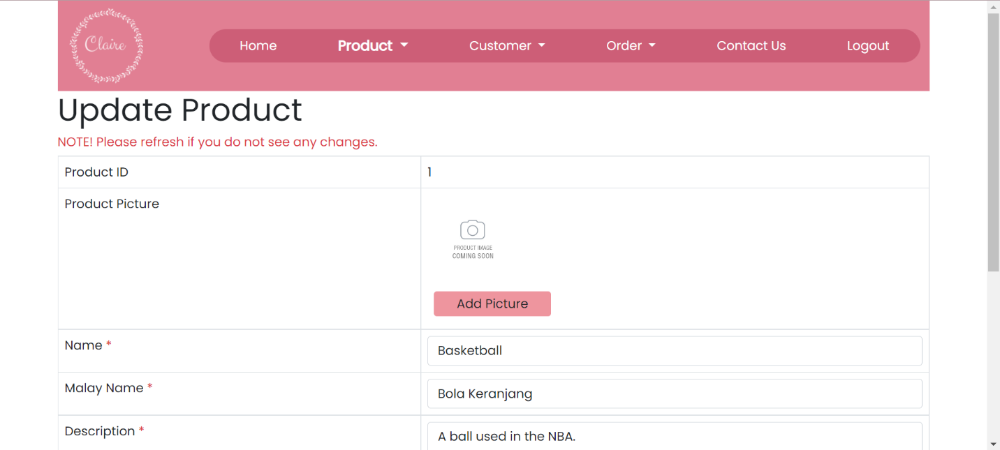 Claire
Home Product Customer Order Contact Us Logout
Update Product
NOTE! Please refresh if you do not see any changes.
Product ID 1
Product Picture
PRODUCT IMAGE
COMING SOON
Add Picture
Name * Basketball
Malay Name * Bola Keranjang
Description * A ball used in the NBA.